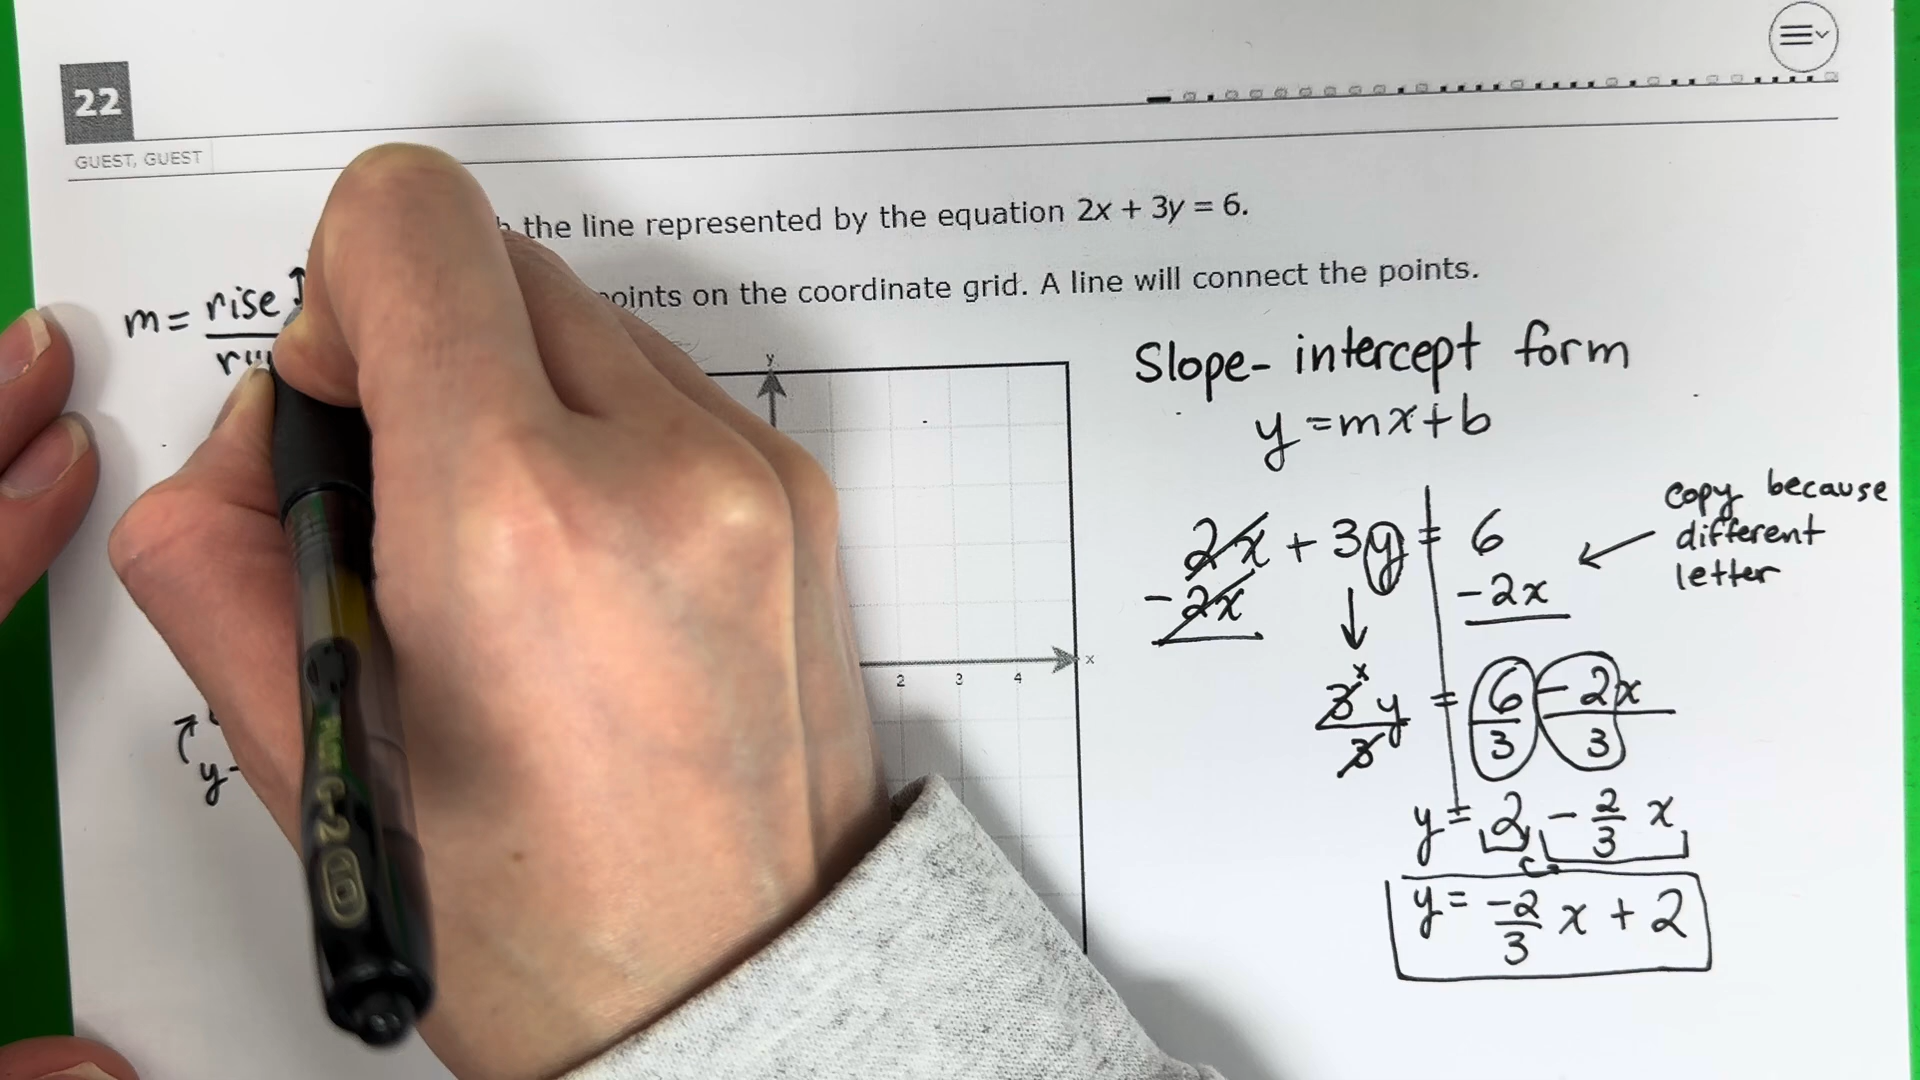 22
GUEST, GUEST
the line represented by the equation 2x + 3y = 6.
points on the coordinate grid. A line will connect the points.
m = rise ↑
y
Slope- intercept form
y = mx + b
2x + 3y = 6
- 2x - 2x
← copy because
different
letter
↓
x
2 3 4
3y = 6 - 2x
3 3 3
y = 2 - 2/3 x
y = -2/3 x + 2
y-